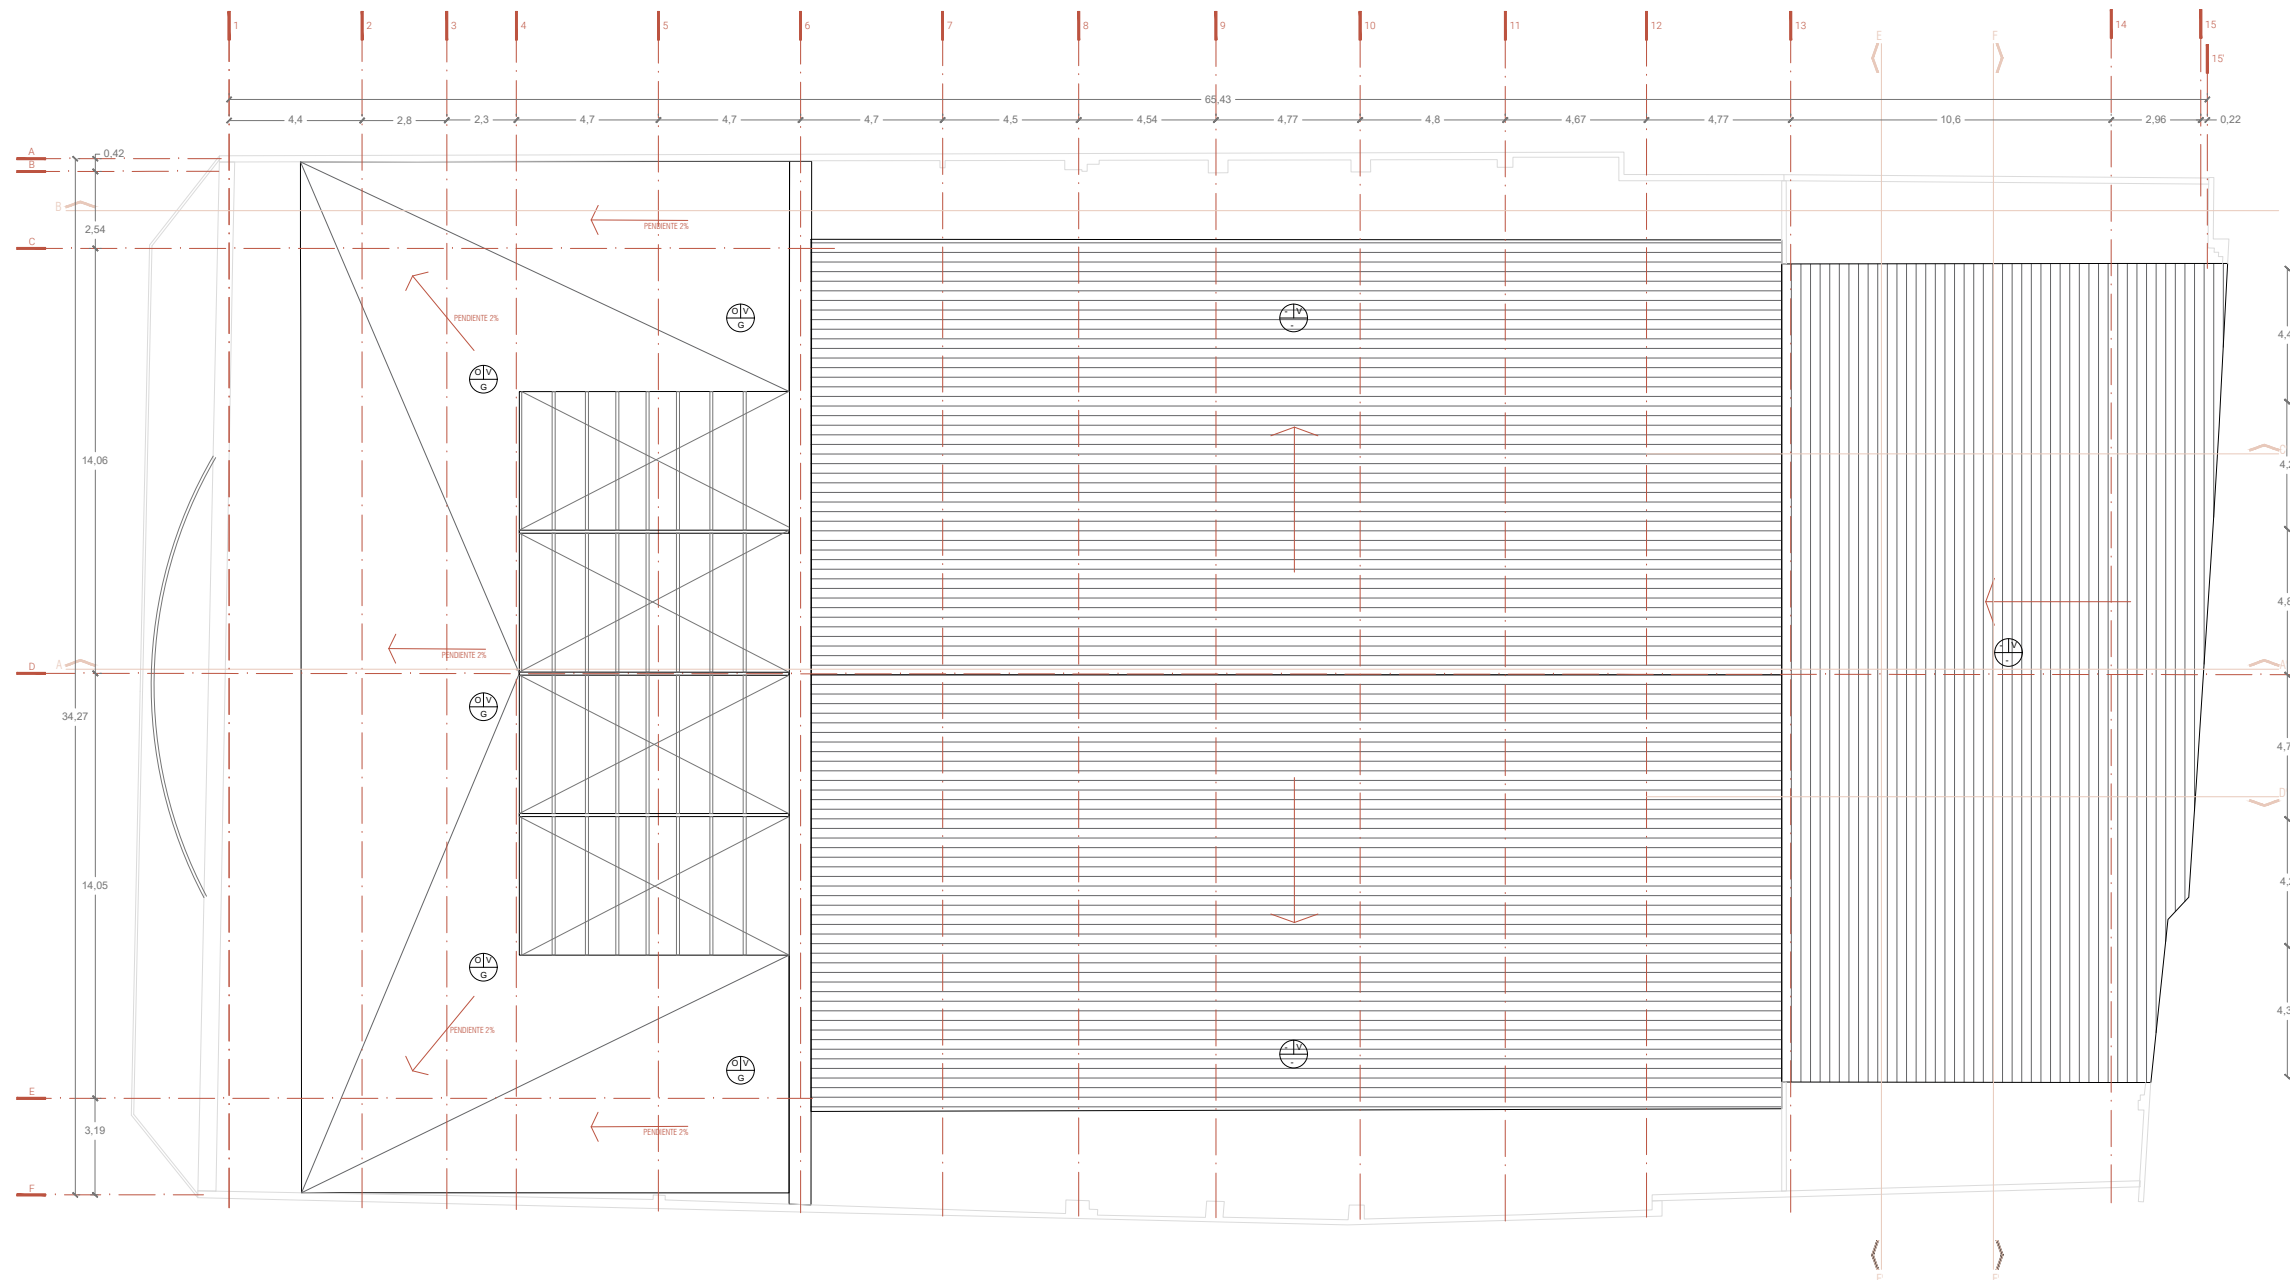 1 2 3 4 5 6 7 8 9 10 11 12 13 14 15
15'
E F
65,43
4,4 2,8 2,3 4,7 4,7 4,7 4,5 4,54 4,77 4,8 4,67 4,77 10,6 2,96 0,22
A 0,42
B
B
2,54
PENDIENTE 2%
C
PENDIENTE 2%
O V
G
- V
-
O V
G
14,06
A
D
PENDIENTE 2%
A
- V
-
O V
G
34,27
D
14,05
O V
G
PENDIENTE 2%
- V
-
O V
G
E
3,19
PENDIENTE 2%
F